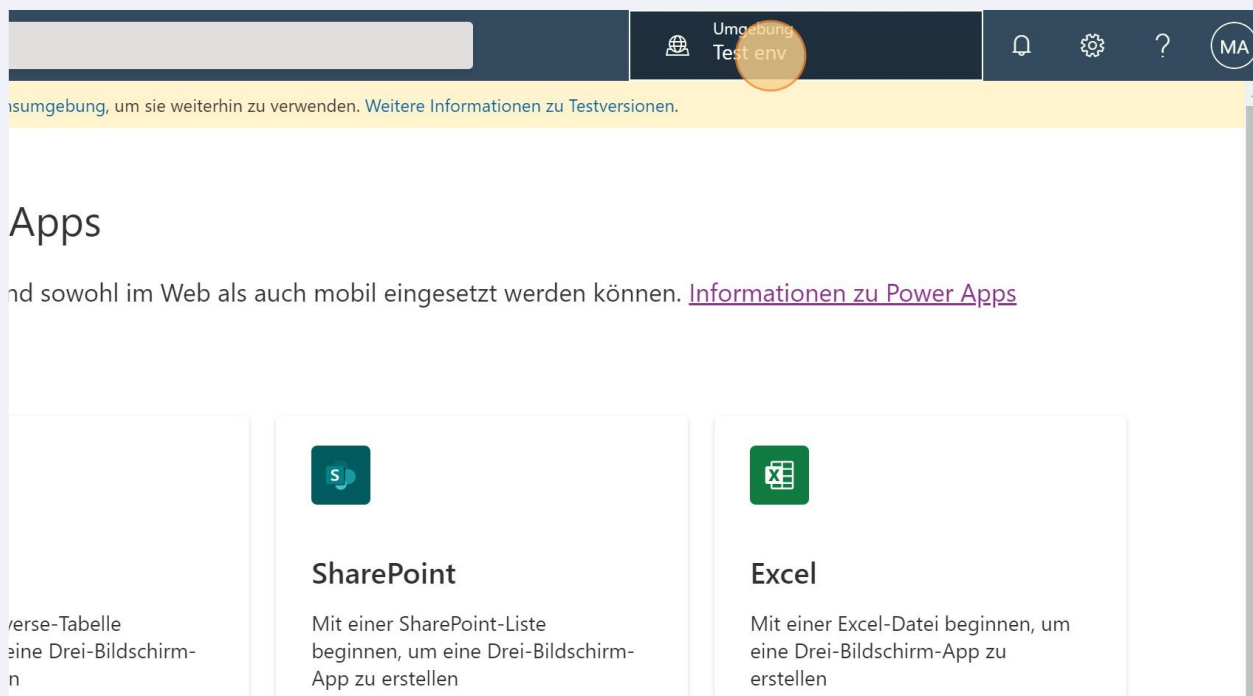 Umgebung
Test env
MA
nsumgebung, um sie weiterhin zu verwenden. Weitere Informationen zu Testversionen.
Apps
nd sowohl im Web als auch mobil eingesetzt werden können. Informationen zu Power Apps
SharePoint
Excel
verse-Tabelle
Mit einer SharePoint-Liste
Mit einer Excel-Datei beginnen, um
eine Drei-Bildschirm-
beginnen, um eine Drei-Bildschirm-
eine Drei-Bildschirm-App zu
n
App zu erstellen
erstellen